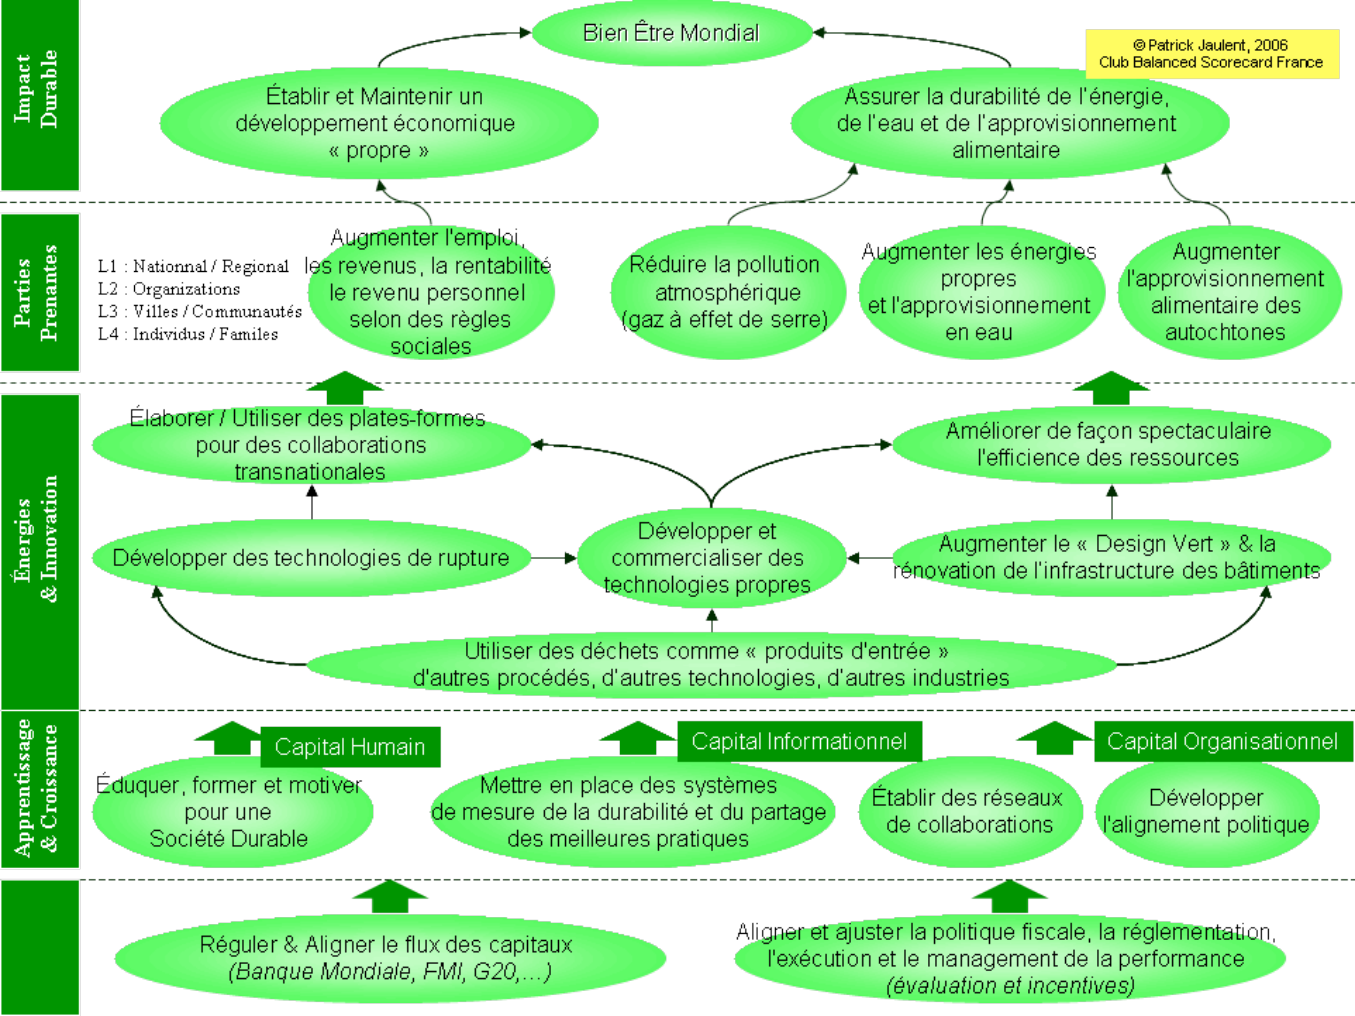 Impact
Durable
Bien Être Mondial
© Patrick Jaulent, 2006
Club Balanced Scorecard France
Établir et Maintenir un
développement économique
« propre »
Assurer la durabilité de l'énergie,
de l'eau et de l'approvisionnement
alimentaire
Parties
Prenantes
L1 : Nationnal / Regional
L2 : Organizations
L3 : Villes / Communautés
L4 : Individus / Familes
Augmenter l'emploi,
les revenus, la rentabilité
le revenu personnel
selon des règles
sociales
Réduire la pollution
atmosphérique
(gaz à effet de serre)
Augmenter les énergies
propres
et l'approvisionnement
en eau
Augmenter
l'approvisionnement
alimentaire des
autochtones
Énergies
& Innovation
Élaborer / Utiliser des plates-formes
pour des collaborations
transnationales
Améliorer de façon spectaculaire
l'efficience des ressources
Développer des technologies de rupture
Développer et
commercialiser des
technologies propres
Augmenter le « Design Vert » & la
rénovation de l'infrastructure des bâtiments
Utiliser des déchets comme « produits d'entrée »
d'autres procédés, d'autres technologies, d'autres industries
Apprentissage
& Croissance
Capital Humain
Éduquer, former et motiver
pour une
Société Durable
Capital Informationnel
Mettre en place des systèmes
de mesure de la durabilité et du partage
des meilleures pratiques
Capital Organisationnel
Établir des réseaux
de collaborations
Développer
l'alignement politique
Réguler & Aligner le flux des capitaux
(Banque Mondiale, FMI, G20,...)
Aligner et ajuster la politique fiscale, la réglementation,
l'exécution et le management de la performance
(évaluation et incentives)